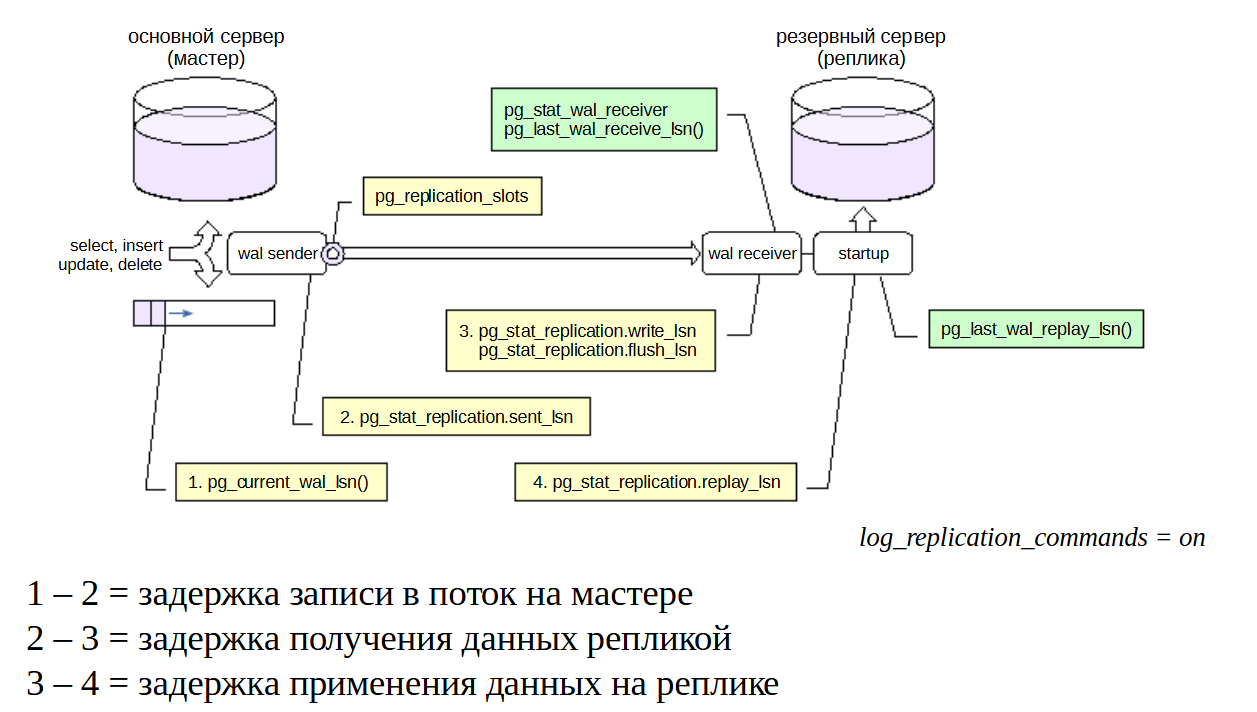 основной сервер
(мастер)
резервный сервер
(реплика)
pg_stat_wal_receiver
pg_last_wal_receive_lsn()
pg_replication_slots
select, insert
update, delete
wal sender
wal receiver
startup
3. pg_stat_replication.write_lsn
pg_stat_replication.flush_lsn
pg_last_wal_replay_lsn()
2. pg_stat_replication.sent_lsn
1. pg_current_wal_lsn()
4. pg_stat_replication.replay_lsn
log_replication_commands = on
1 – 2 = задержка записи в поток на мастере
2 – 3 = задержка получения данных репликой
3 – 4 = задержка применения данных на реплике